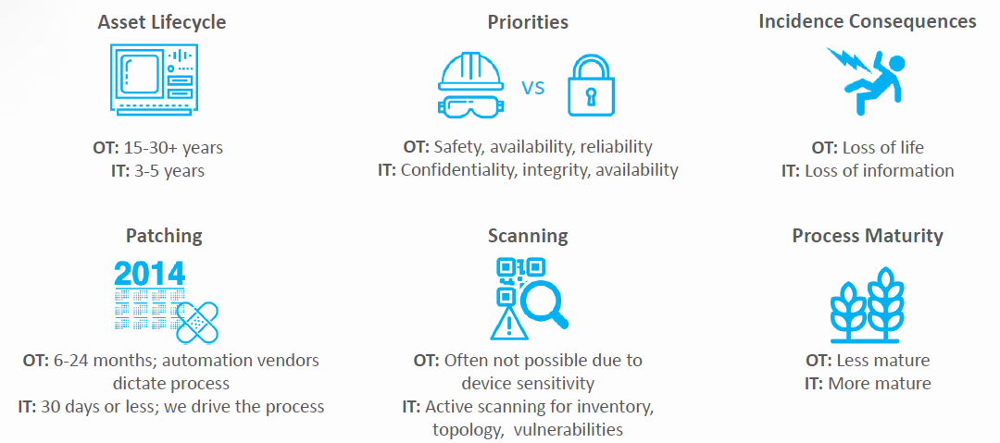 Asset Lifecycle
OT: 15-30+ years
IT: 3-5 years
Priorities
vs
OT: Safety, availability, reliability
IT: Confidentiality, integrity, availability
Incidence Consequences
OT: Loss of life
IT: Loss of information
Patching
2014
OT: 6-24 months; automation vendors
dictate process
IT: 30 days or less; we drive the process
Scanning
OT: Often not possible due to
device sensitivity
IT: Active scanning for inventory,
topology, vulnerabilities
Process Maturity
OT: Less mature
IT: More mature